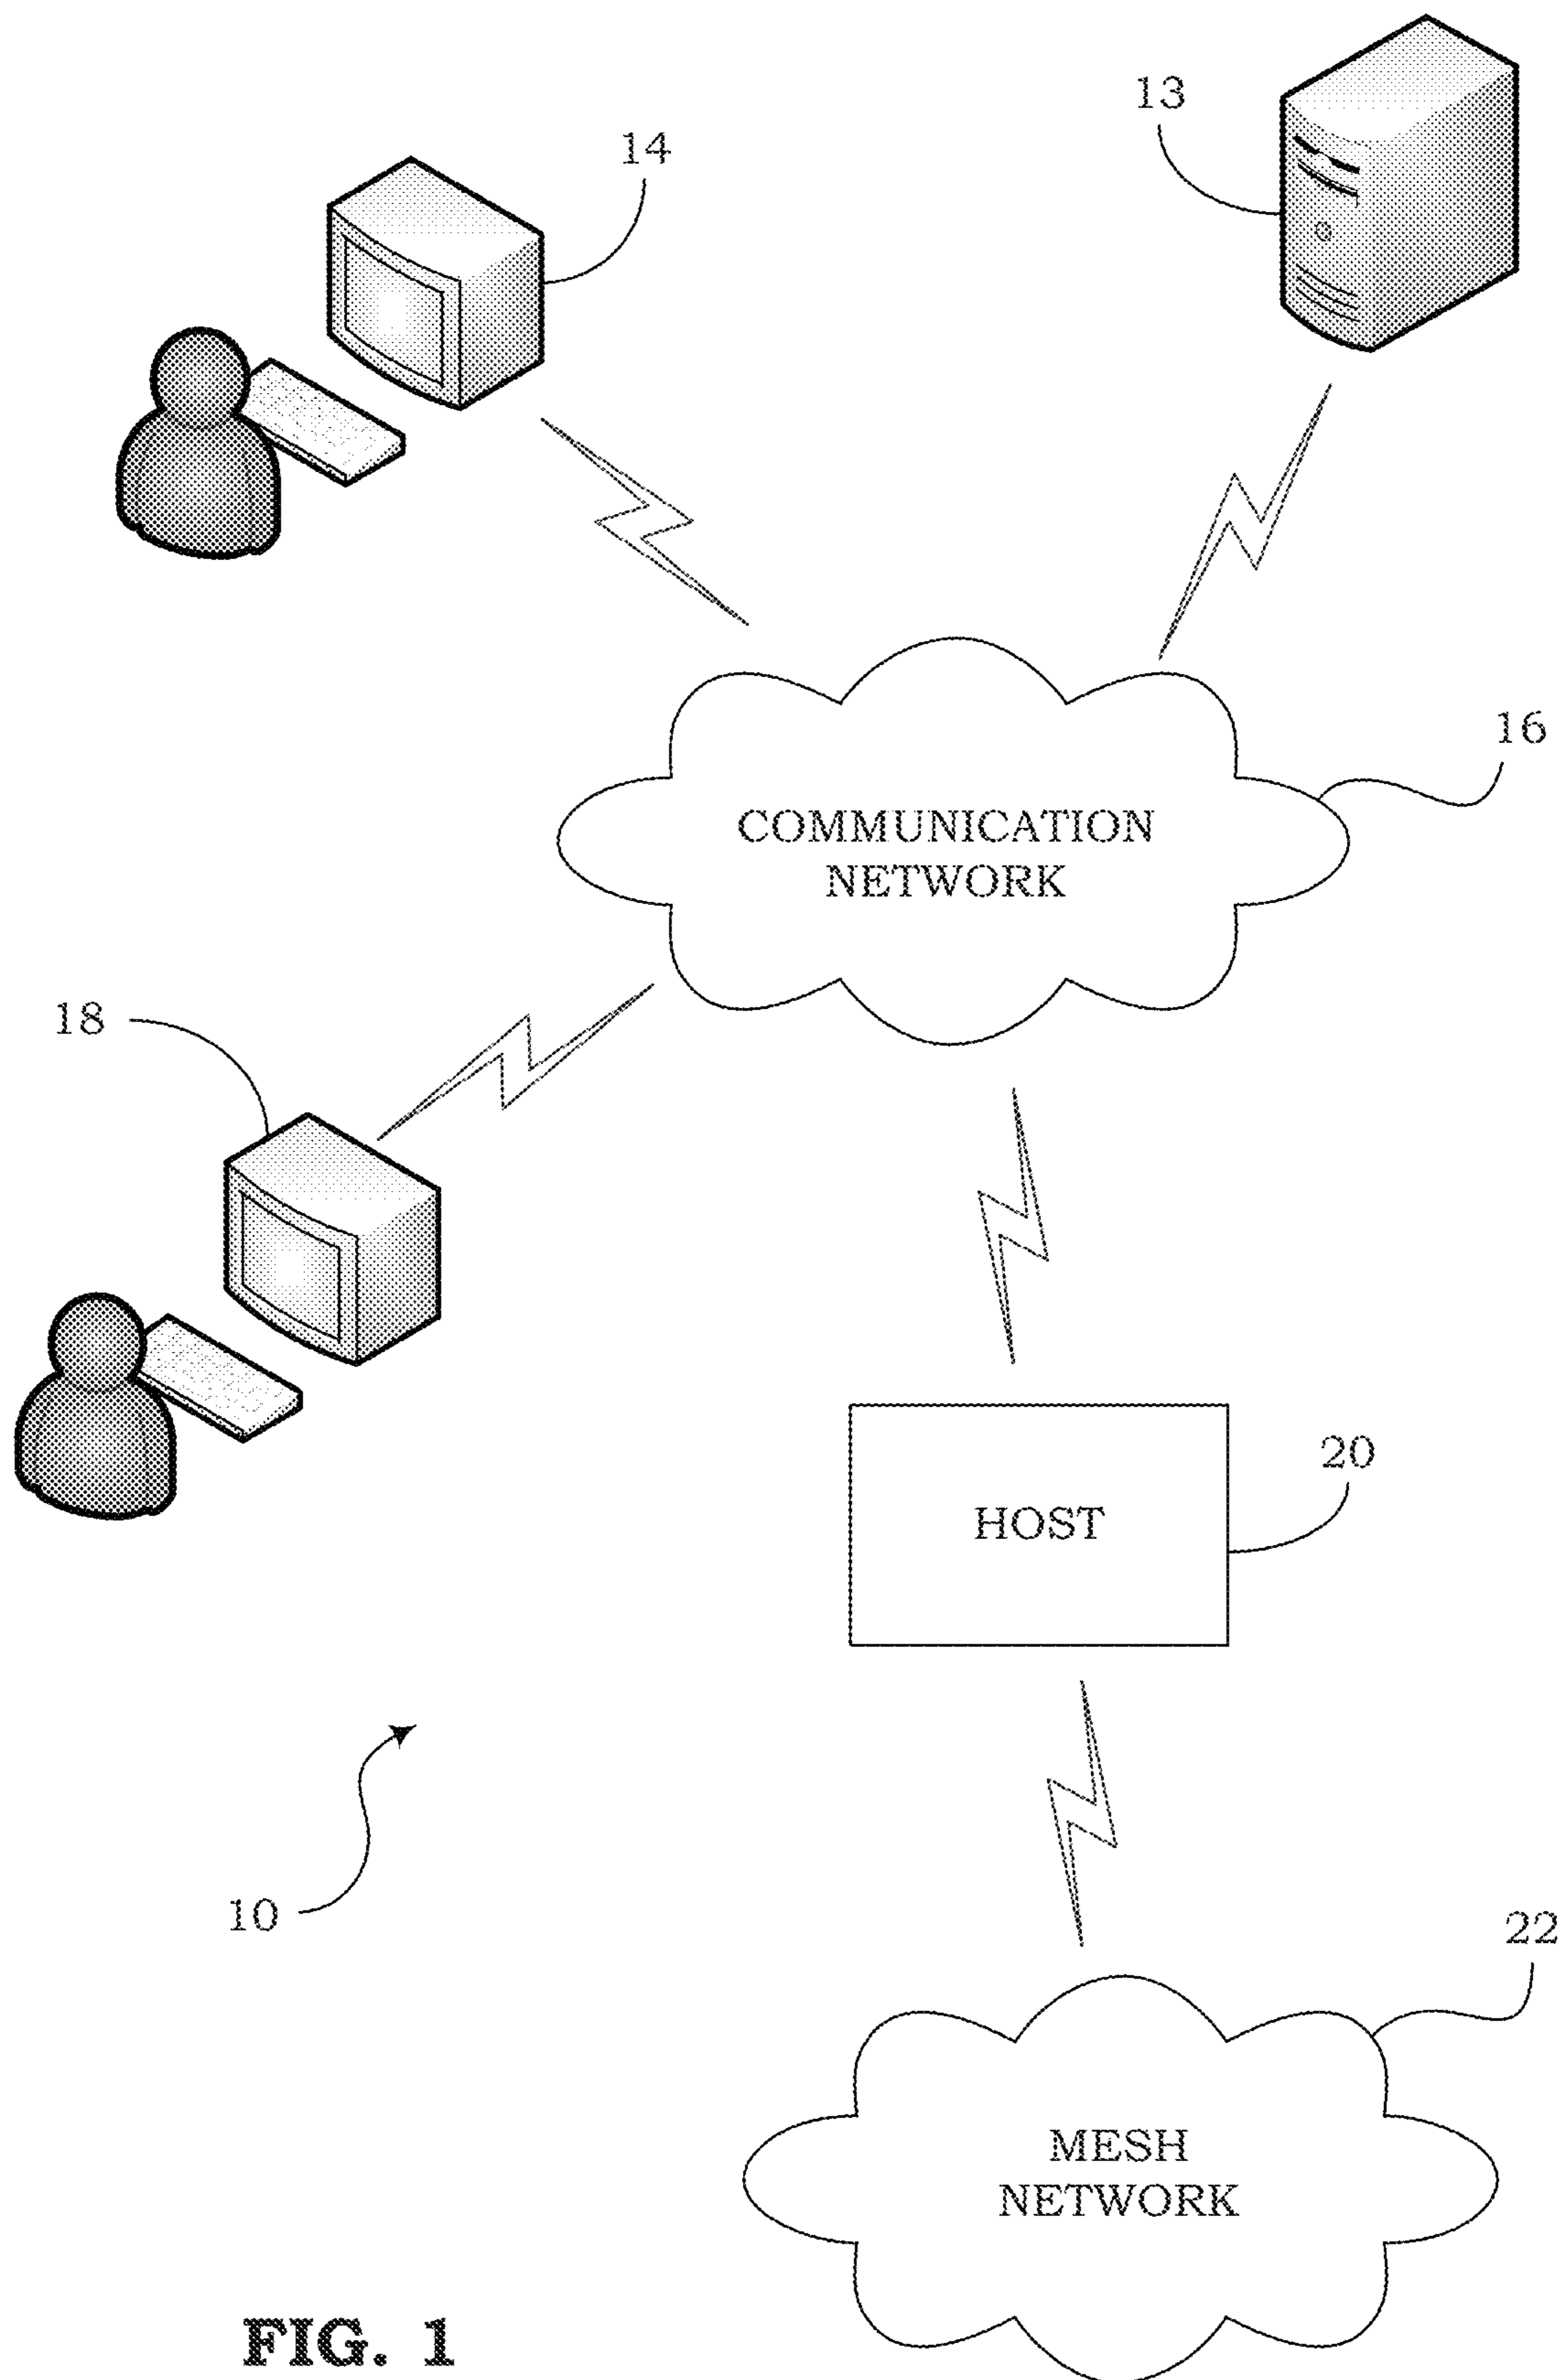 13
14
16
COMMUNICATION
NETWORK
18
20
HOST
10
22
MESH
NETWORK
FIG. 1